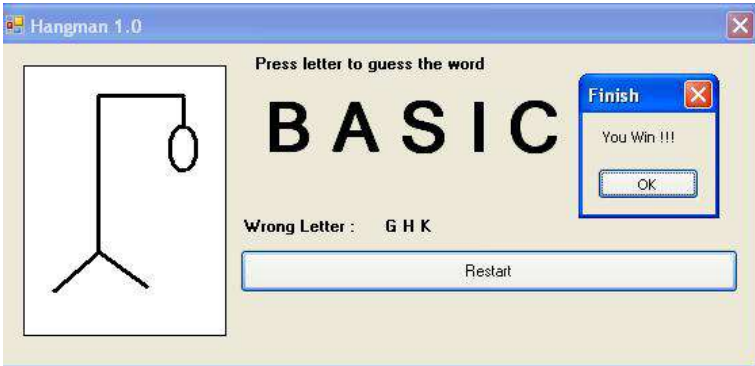 Hangman 1.0
Press letter to guess the word
B A S I C
Finish
You Win !!!
OK
Wrong Letter : G H K
Restart